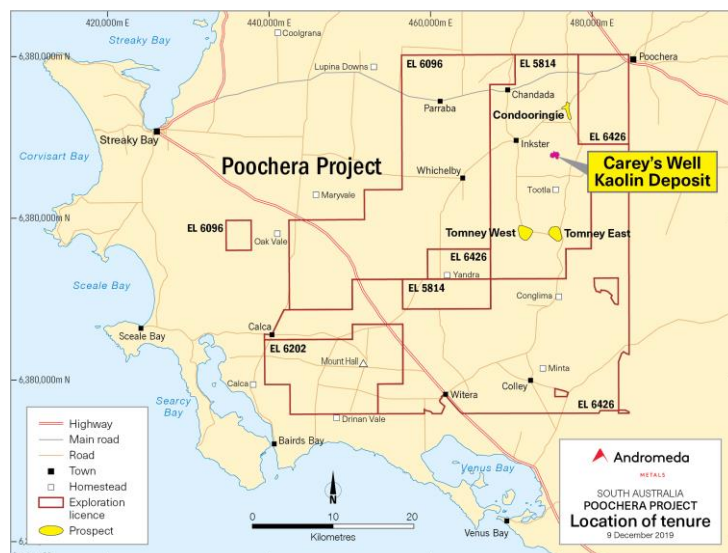 420,000m E
440,000m E
460,000m E
480,000m E
Streaky Bay
Coolgrana
6,380,000m N
Lupina Downs
EL 6096
EL 5814
Poochera
Chandada
Parraba
Condooringie
Streaky Bay
Inkster
EL 6426
Corvisart Bay
Poochera Project
Carey's Well
Kaolin Deposit
Whichelby
Tootla
Maryvale
6,380,000m N
EL 6096
Oak Vale
Tomney West
Tomney East
EL 6426
Sceale Bay
Yandra
EL 5814
Conglima
Calca
Sceale Bay
EL 6202
Mount Hall
Minta
6,380,000m N
Calca
Colley
Searcy
Bay
Witera
EL 6426
Drinan Vale
Highway
Main road
Road
Town
Homestead
Exploration
licence
Prospect
Bairds Bay
Venus Bay
N
0
10
20
Kilometres
Venus Bay
Andromeda
METALS
SOUTH AUSTRALIA
POOCHERA PROJECT
Location of tenure
9 December 2019